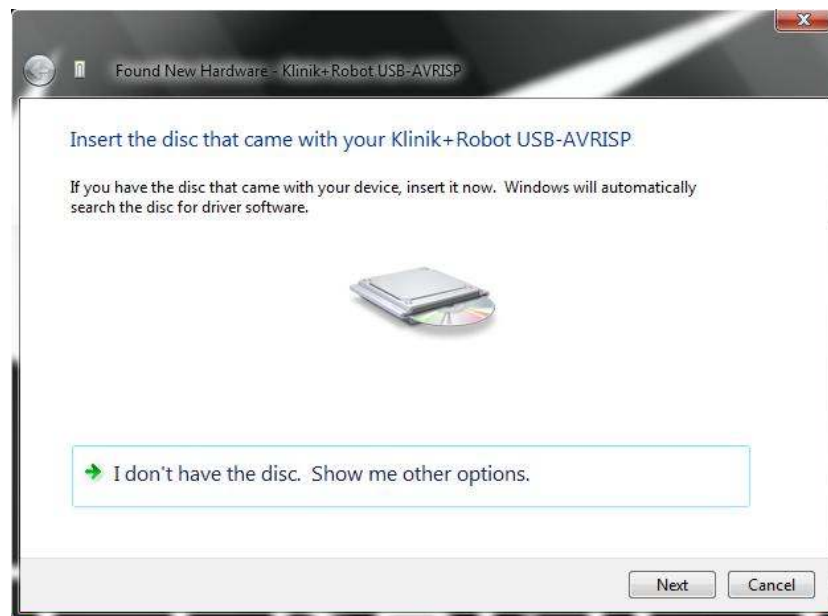 Found New Hardware - Klinik+Robot USB-AVRISP
Insert the disc that came with your Klinik+Robot USB-AVRISP
If you have the disc that came with your device, insert it now.  Windows will automatically
search the disc for driver software.
I don't have the disc.  Show me other options.
Next Cancel